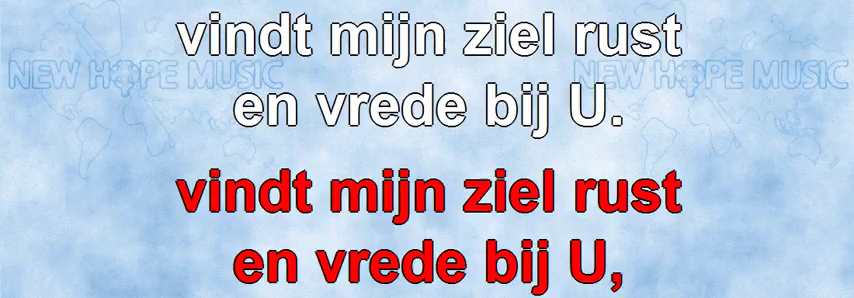 vindt mijn ziel rust
NEW HOPE MUSIC NEW HOPE MUSIC
en vrede bij U.
vindt mijn ziel rust
en vrede bij U,